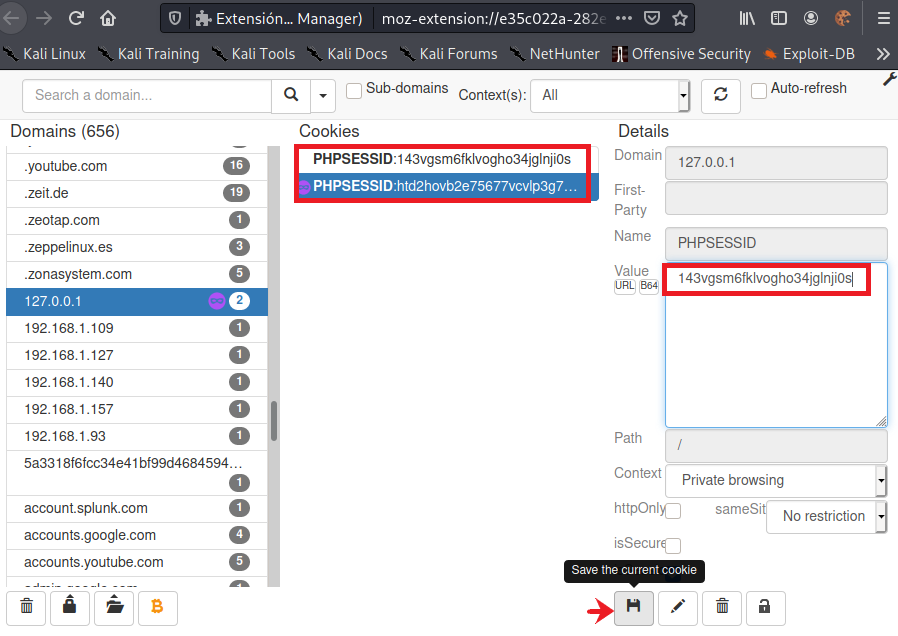 Extensión... Manager)
moz-extension://e35c022a-282e
Kali Linux
Kali Training
Kali Tools
Kali Docs
Kali Forums
NetHunter
Offensive Security
Exploit-DB
Search a domain...
Sub-domains
Context(s):
All
Auto-refresh
Domains (656)
.youtube.com 16
.zeit.de 19
.zeotap.com 1
.zeppelinux.es 3
.zonasystem.com 5
127.0.0.1 2
192.168.1.109 1
192.168.1.127 1
192.168.1.140 1
192.168.1.157 1
192.168.1.93 1
5a3318f6fcc34e41bf99d4684594...
1
account.splunk.com 1
accounts.google.com 4
accounts.youtube.com 5
admin.google.com 1
Cookies
PHPSESSID:143vgsm6fklvogho34jglnji0s
PHPSESSID:htd2hovb2e75677vcvlp3g7...
Details
Domain 127.0.0.1
First-
Party
Name PHPSESSID
Value 143vgsm6fklvogho34jglnji0s
URL B64
Path /
Context Private browsing
httpOnly sameSit No restriction
isSecure
Save the current cookie